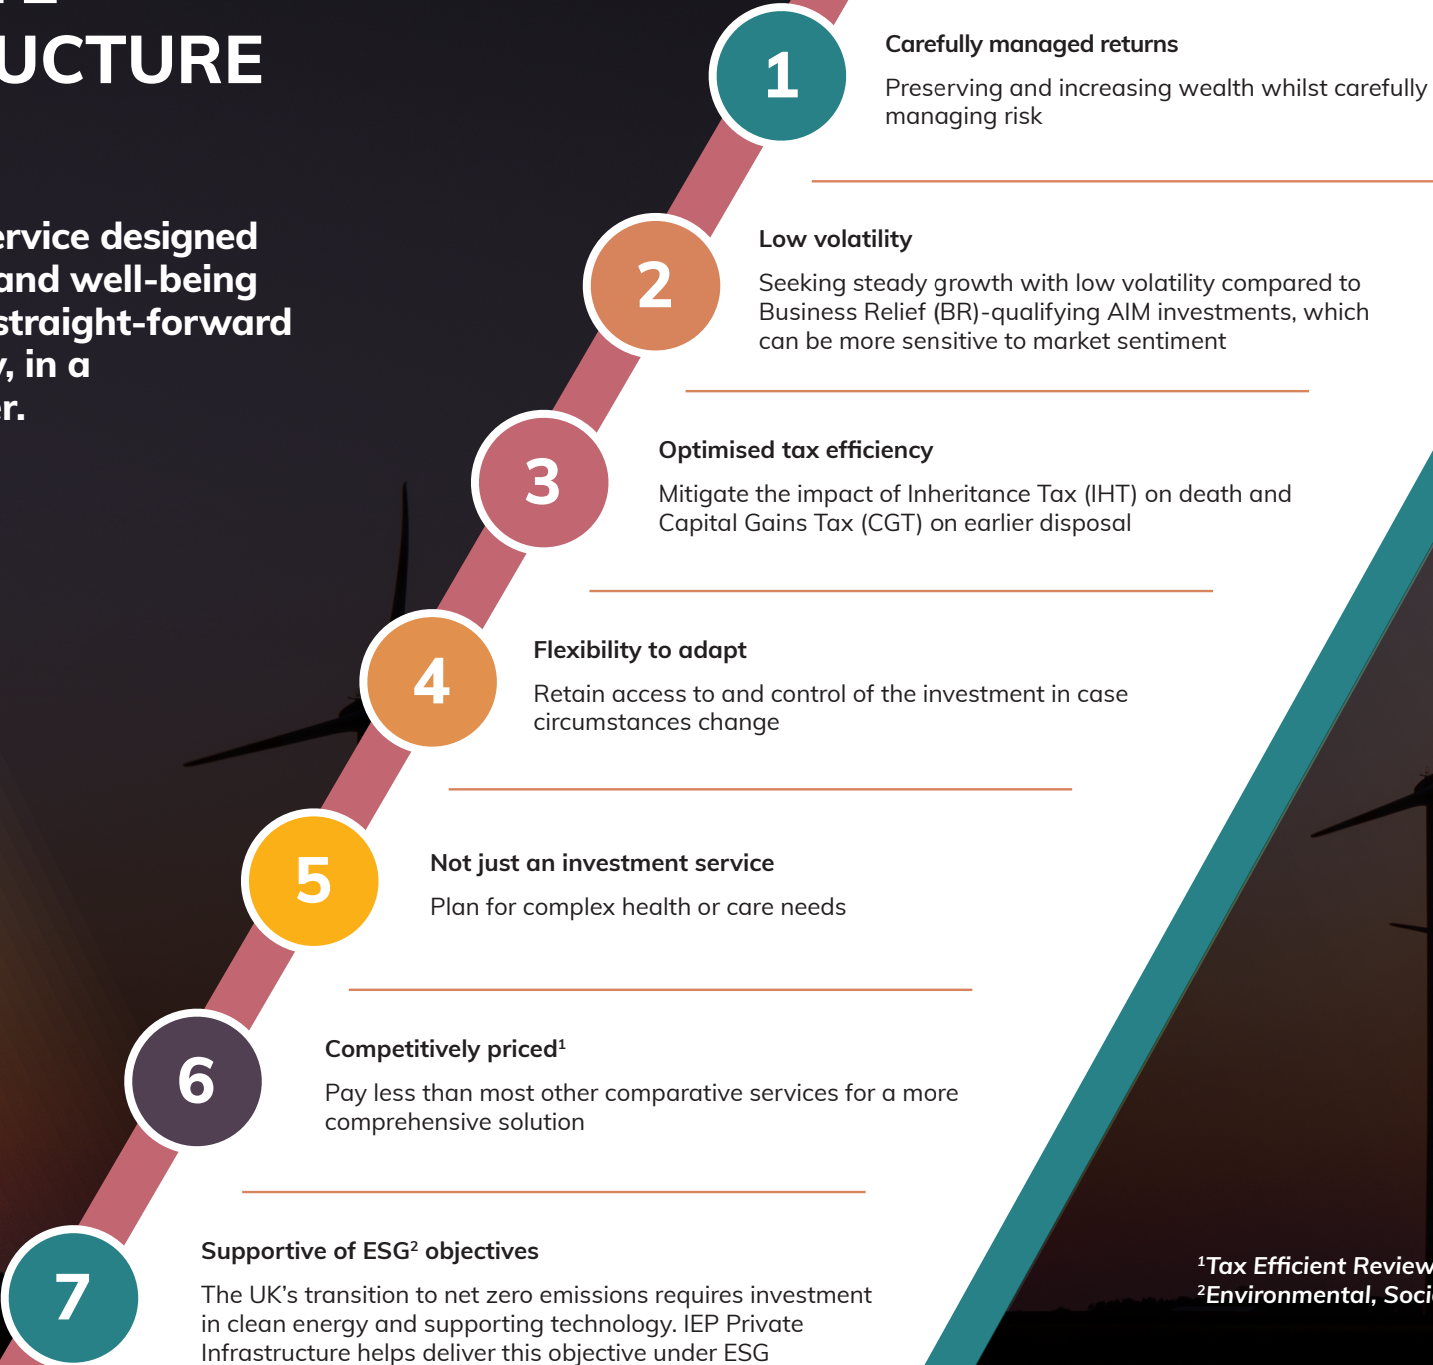 UCTURE
ervice designed
and well-being
straight-forward
, in a
r.
1
Carefully managed returns
Preserving and increasing wealth whilst carefully
managing risk
2
Low volatility
Seeking steady growth with low volatility compared to
Business Relief (BR)-qualifying AIM investments, which
can be more sensitive to market sentiment
3
Optimised tax efficiency
Mitigate the impact of Inheritance Tax (IHT) on death and
Capital Gains Tax (CGT) on earlier disposal
4
Flexibility to adapt
Retain access to and control of the investment in case
circumstances change
5
Not just an investment service
Plan for complex health or care needs
6
Competitively priced¹
Pay less than most other comparative services for a more
comprehensive solution
7
Supportive of ESG² objectives
The UK’s transition to net zero emissions requires investment
in clean energy and supporting technology. IEP Private
Infrastructure helps deliver this objective under ESG
¹Tax Efficient Review
²Environmental, Soci